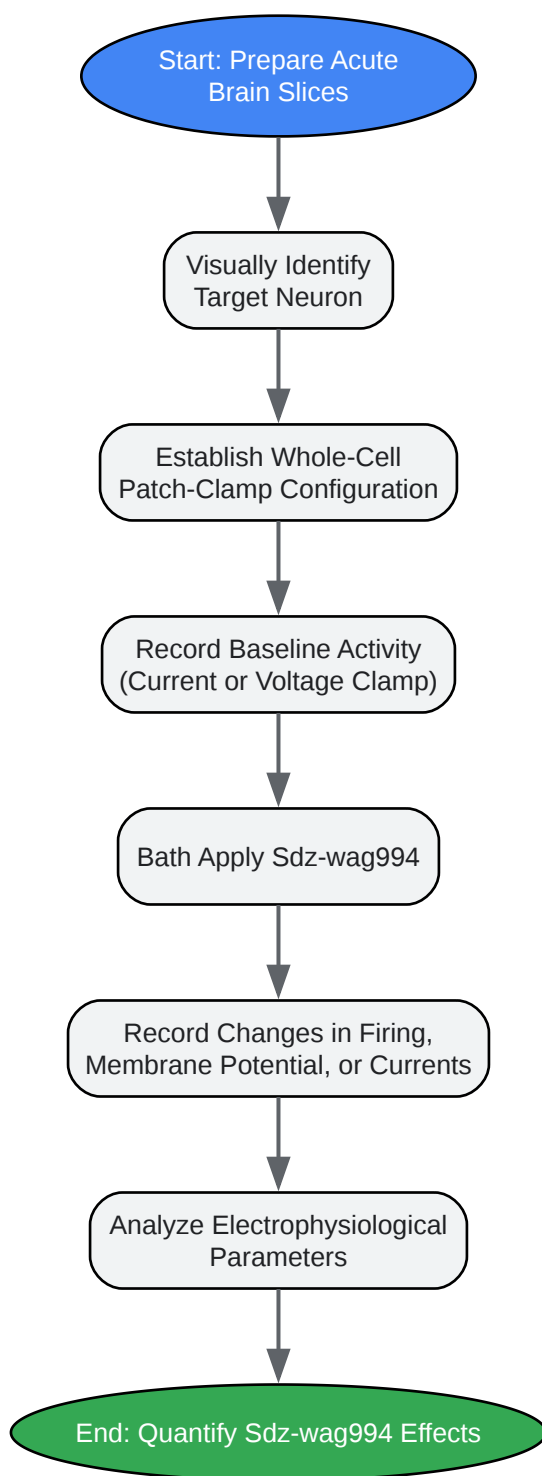 Start: Prepare Acute
Brain Slices
Visually Identify
Target Neuron
Establish Whole-Cell
Patch-Clamp Configuration
Record Baseline Activity
(Current or Voltage Clamp)
Bath Apply Sdz-wag994
Record Changes in Firing,
Membrane Potential, or Currents
Analyze Electrophysiological
Parameters
End: Quantify Sdz-wag994 Effects